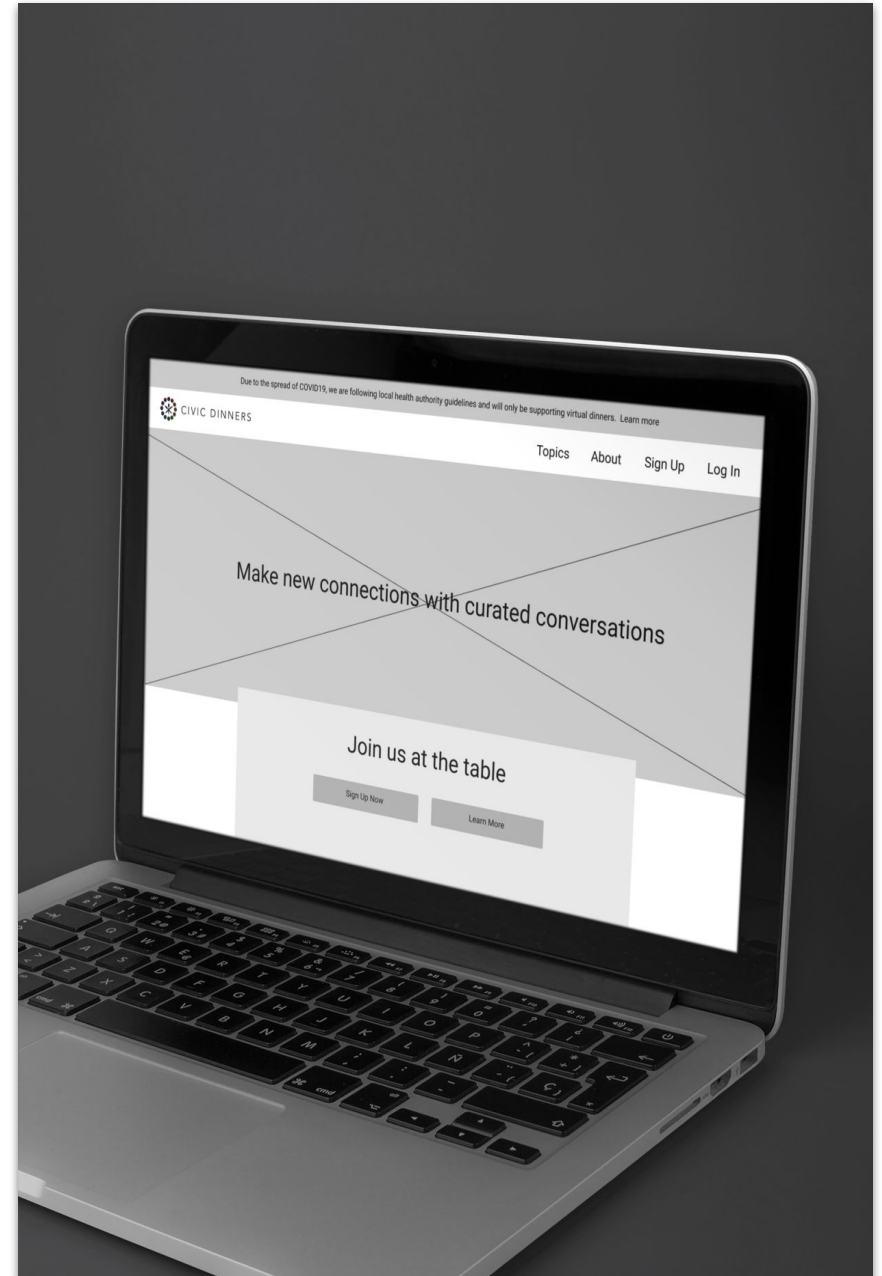 Due to the spread of COVID19, we are following local health authority guidelines and will only be supporting virtual dinners. Learn more
CIVIC DINNERS
Topics About Sign Up Log In
Make new connections with curated conversations
Join us at the table
Sign Up Now Learn More
Q W E R T Y U I O P
A S D F G H J K L Ñ
Z X C V B N M
cmd
cmd